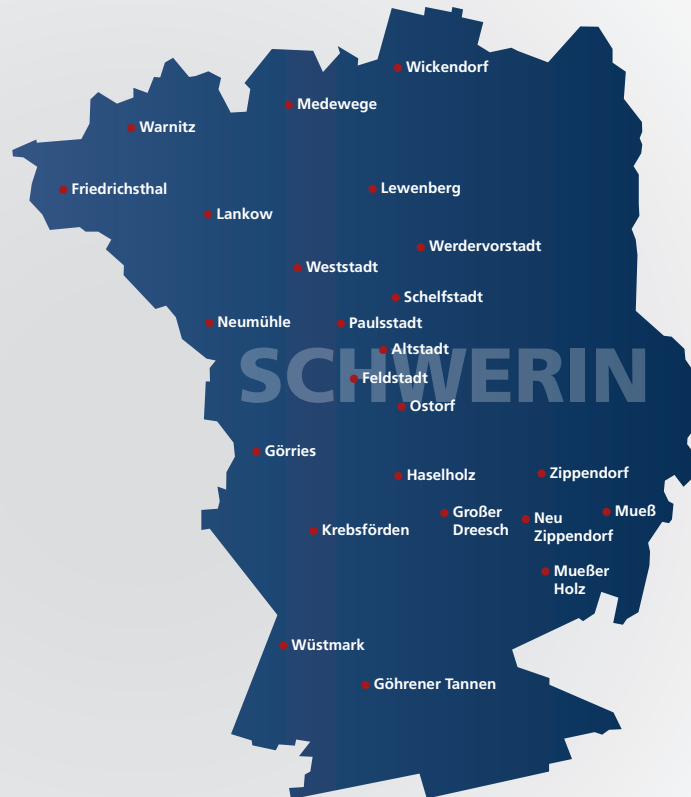 Wickendorf
Medewege
Warnitz
Friedrichsthal
Lewenberg
Lankow
Werdervorstadt
Weststadt
Schelfstadt
Neumühle
Paulsstadt
Altstadt
SCHWERIN
Feldstadt
Ostorf
Görries
Haselholz
Zippendorf
Großer
Dreesch
Neu
Zippendorf
Mueß
Krebsförden
Mueßer
Holz
Wüstmark
Göhrener Tannen